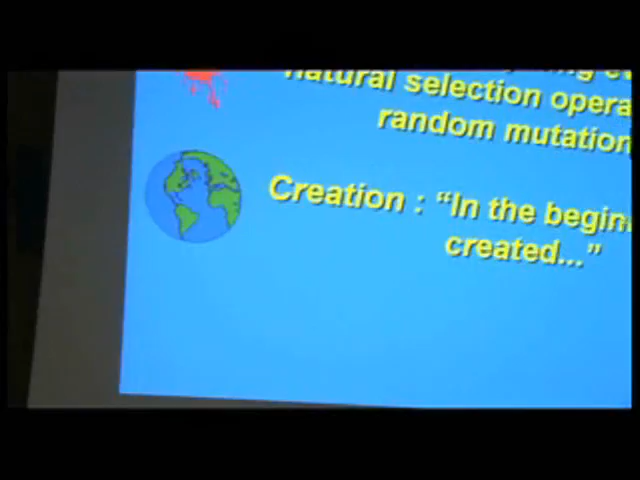 natural selection opera
random mutation
Creation : “In the begin
created...”